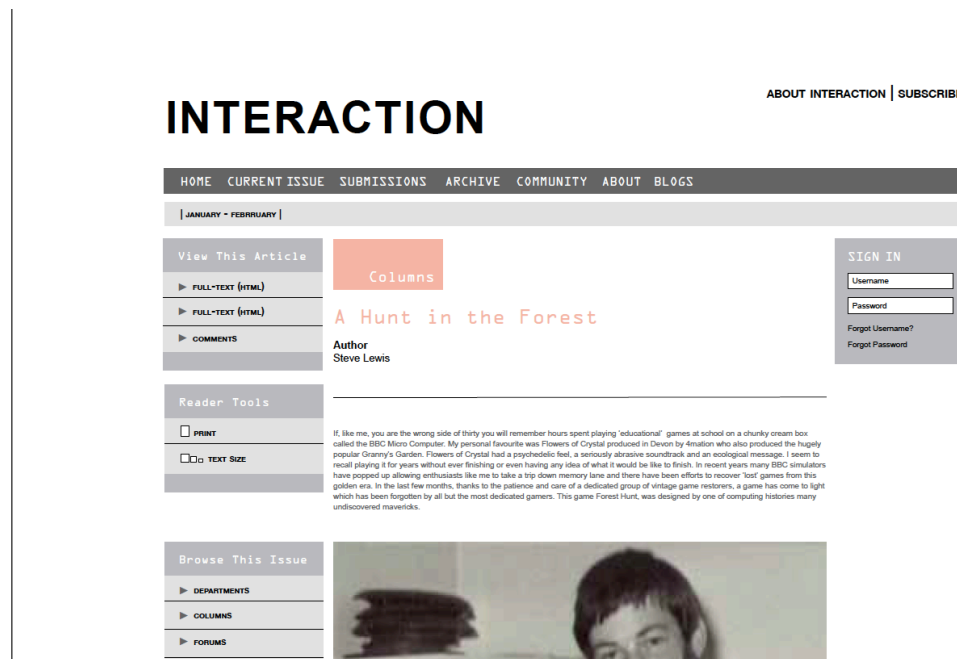 ABOUT INTERACTION | SUBSCRIBE
INTERACTION
HOME CURRENT ISSUE SUBMISSIONS ARCHIVE COMMUNITY ABOUT BLOGS
| JANUARY - FEBRRUARY |
View This Article
FULL-TEXT (HTML)
FULL-TEXT (HTML)
COMMENTS
Reader Tools
PRINT
TEXT SIZE
Browse This Issue
DEPARTMENTS
COLUMNS
FORUMS
Columns
A Hunt in the Forest
Author
Steve Lewis
If, like me, you are the wrong side of thirty you will remember hours spent playing 'educational' games at school on a chunky cream box
called the BBC Micro Computer. My personal favourite was Flowers of Crystal produced in Devon by 4mation who also produced the hugely
popular Granny's Garden. Flowers of Crystal had a psychedelic feel, a seriously abrasive soundtrack and an ecological message. I seem to
recall playing it for years without ever finishing or even having any idea of what it would be like to finish. In recent years many BBC simulators
have popped up allowing enthusiasts like me to take a trip down memory lane and there have been efforts to recover 'lost' games from this
golden era. In the last few months, thanks to the patience and care of a dedicated group of vintage game restorers, a game has come to light
which has been forgotten by all but the most dedicated gamers. This game Forest Hunt, was designed by one of computing histories many
undiscovered mavericks.
SIGN IN
Username
Password
Forgot Username?
Forgot Password